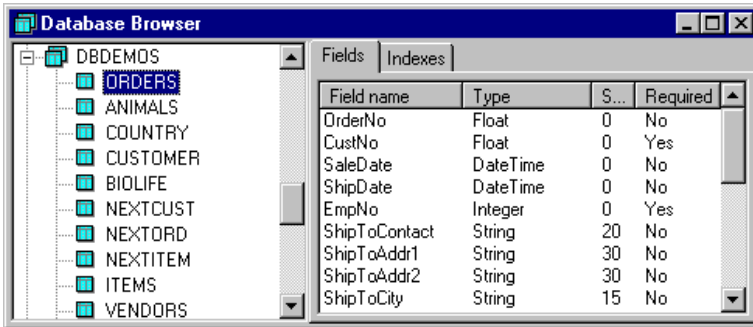 Database Browser
DBDEMOS
ORDERS
ANIMALS
COUNTRY
CUSTOMER
BIOLIFE
NEXTCUST
NEXTORD
NEXTITEM
ITEMS
VENDORS
Fields Indexes
Field name Type S... Required
OrderNo Float 0 No
CustNo Float 0 Yes
SaleDate DateTime 0 No
ShipDate DateTime 0 No
EmpNo Integer 0 Yes
ShipToContact String 20 No
ShipToAddr1 String 30 No
ShipToAddr2 String 30 No
ShipToCity String 15 No